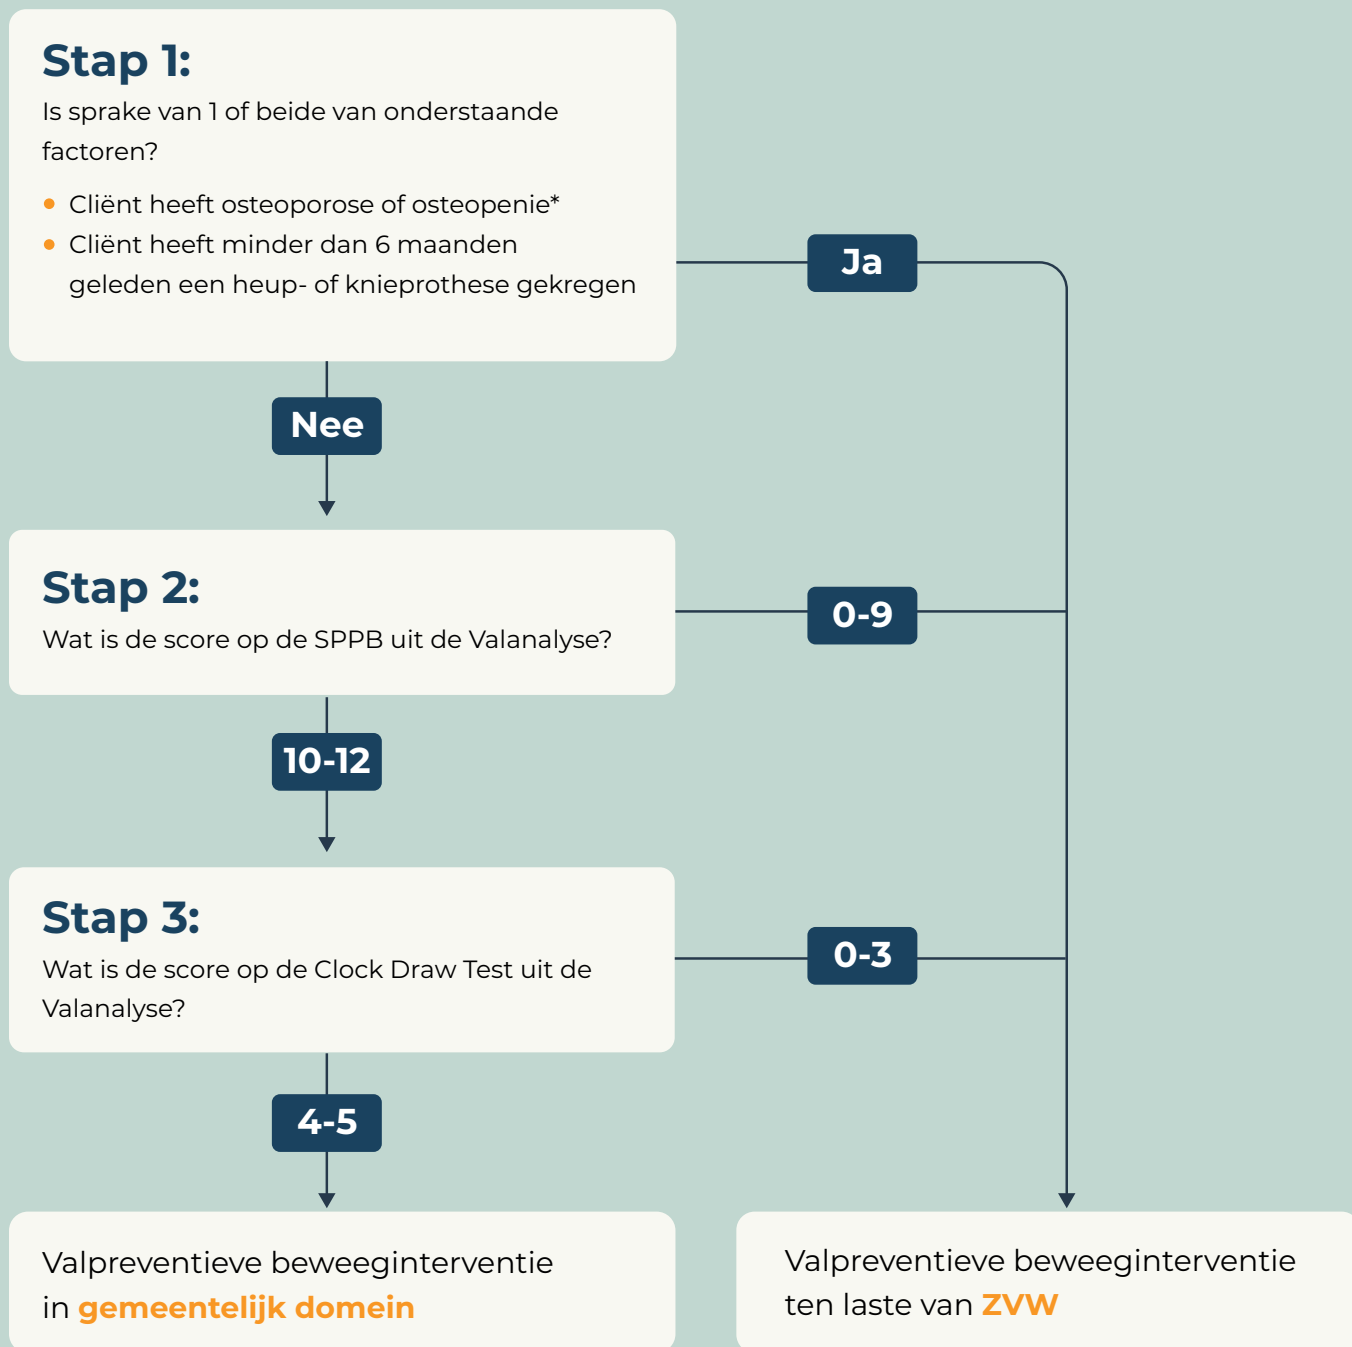 Stap 1:
Is sprake van 1 of beide van onderstaande
factoren?
• Cliënt heeft osteoporose of osteopenie*
• Cliënt heeft minder dan 6 maanden
geleden een heup- of knieprothese gekregen
Ja
Nee
Stap 2:
Wat is de score op de SPPB uit de Valanalyse?
0-9
10-12
Stap 3:
Wat is de score op de Clock Draw Test uit de
Valanalyse?
0-3
4-5
Valpreventieve beweeginterventie
in gemeentelijk domein
Valpreventieve beweeginterventie
ten laste van ZVW